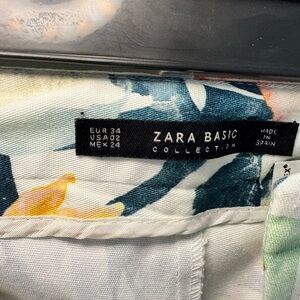 EUR 34
USA 02
MEX 24
ZARA BASIC
COLLECTION
MADE
IN
SPAIN